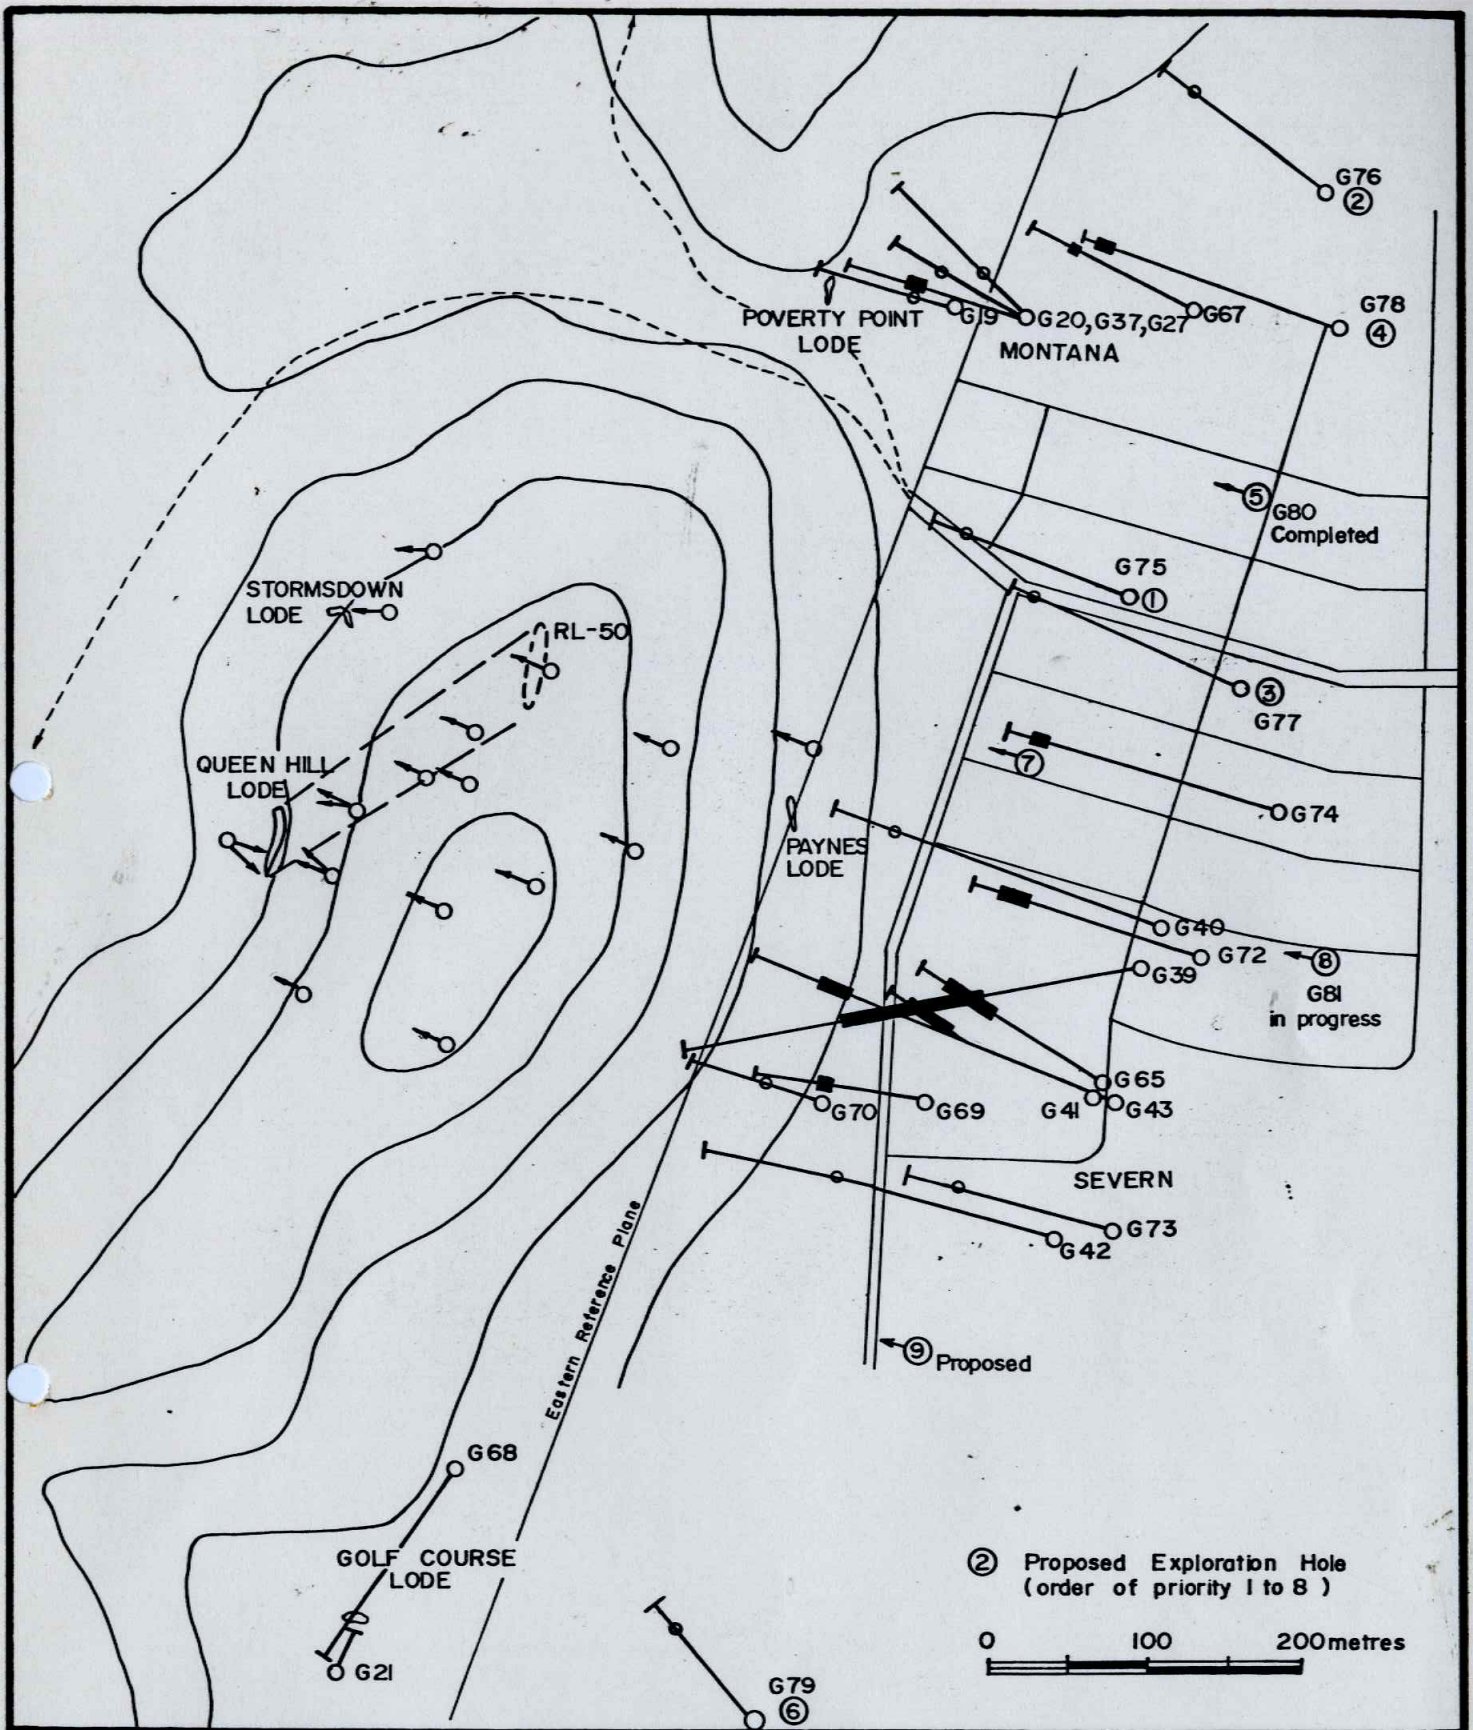 G76
②
G78
④
POVERTY POINT
LODE
G19
G20,G37,G27
G67
MONTANA
⑤
G80
Completed
G75
①
STORMSDOWN
LODE
RL-50
③
G77
QUEEN HILL
LODE
⑦
G74
PAYNES
LODE
G40
G72
⑧
G39
G81
in progress
G65
G70
G69
G41
G43
SEVERN
G73
G42
Eastern Reference Plane
⑨ Proposed
G68
GOLF COURSE
LODE
G21
② Proposed Exploration Hole
(order of priority 1 to 8 )
0 100 200metres
G79
⑥